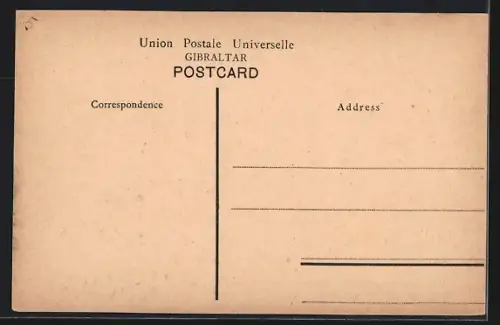 Union Postale Universelle
GIBRALTAR
POSTCARD
Correspondence
Address